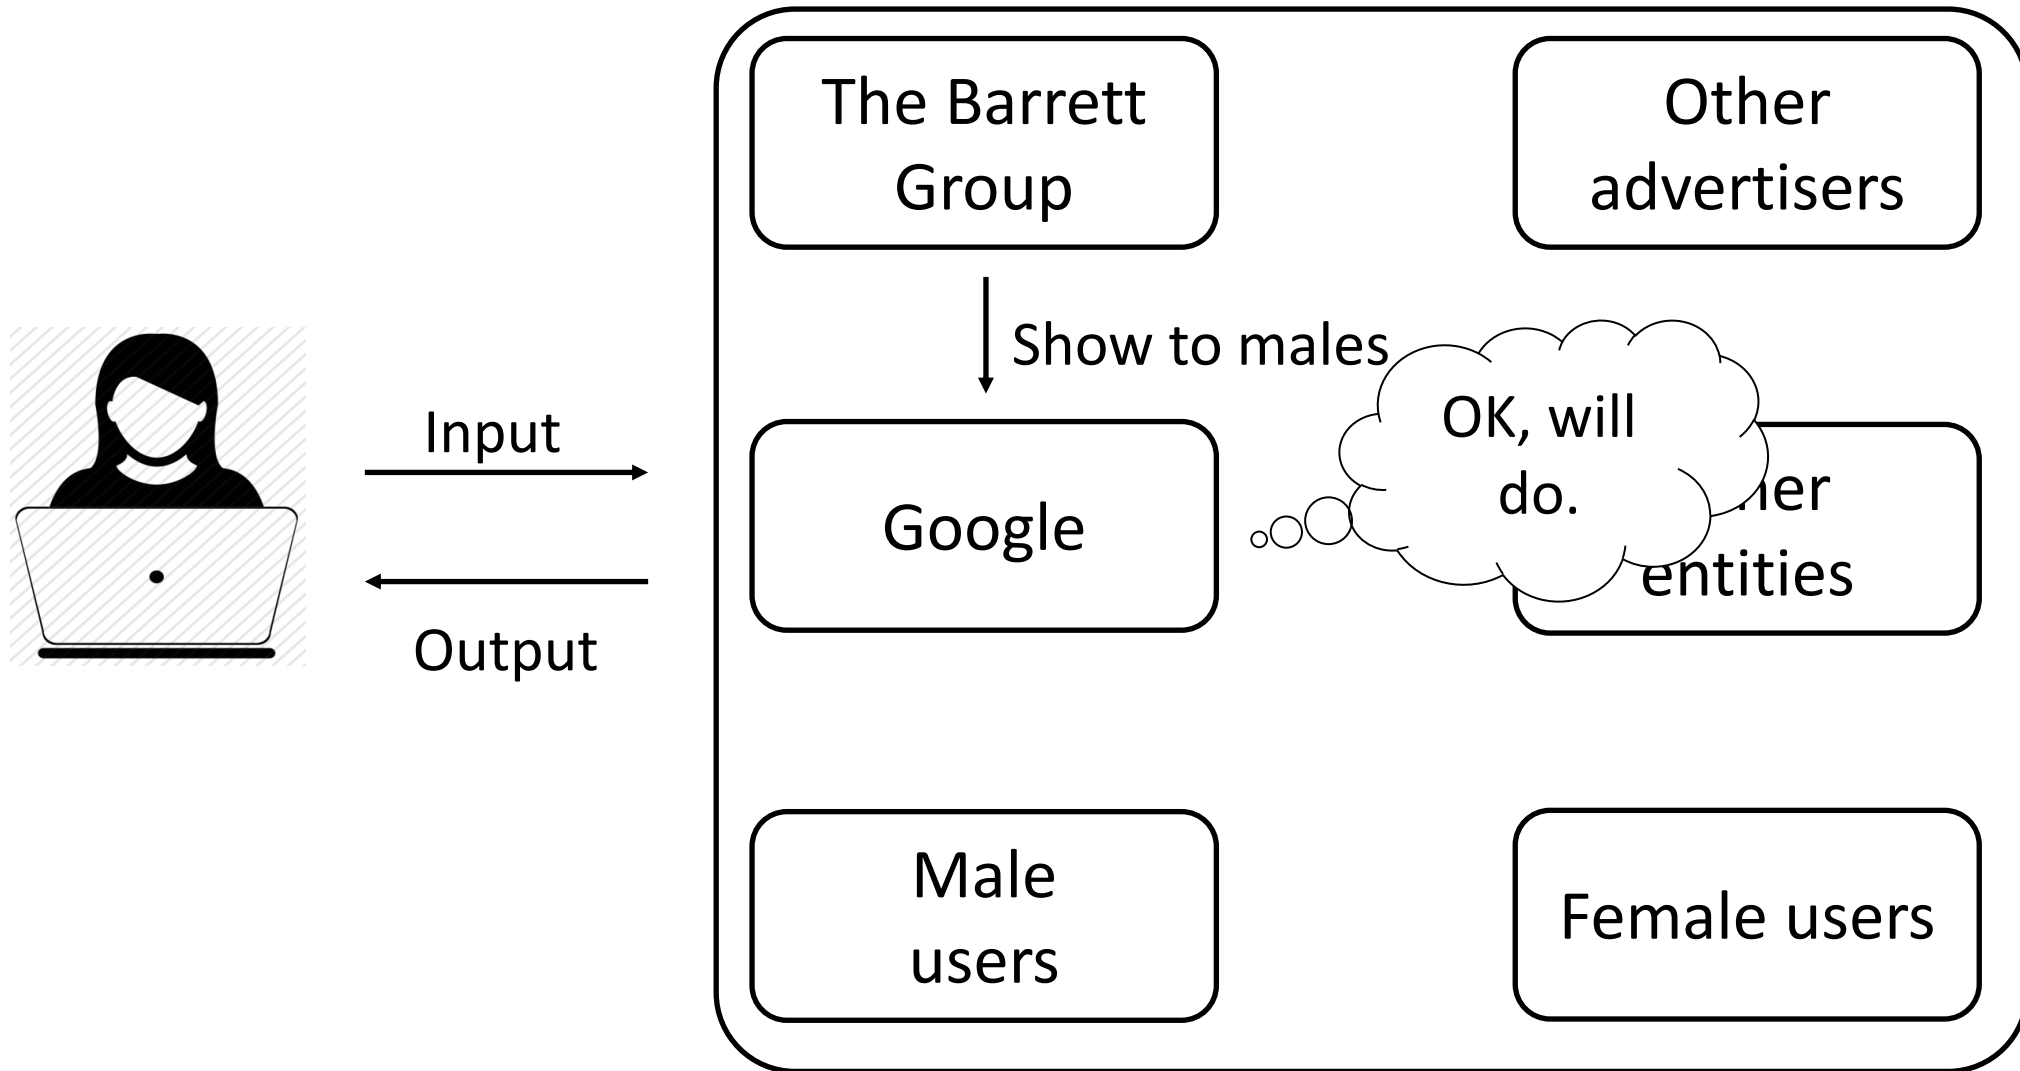 The Barrett
Group
Other
advertisers
Show to males
Input
OK, will
do.
Google
entities
Output
Male
users
Female users